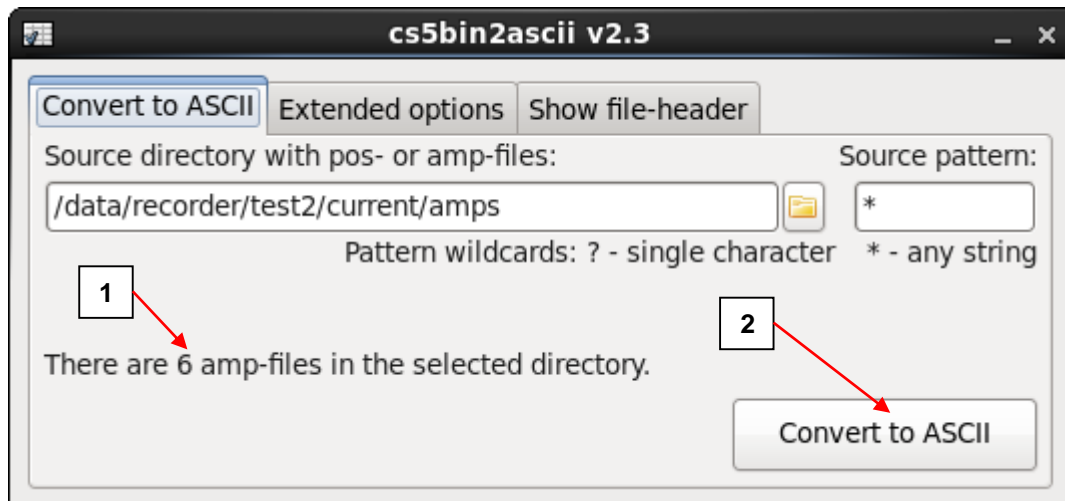 cs5bin2ascii v2.3
Convert to ASCII Extended options Show file-header
Source directory with pos- or amp-files: Source pattern:
/data/recorder/test2/current/amps *
Pattern wildcards: ? - single character * - any string
1
2
There are 6 amp-files in the selected directory.
Convert to ASCII